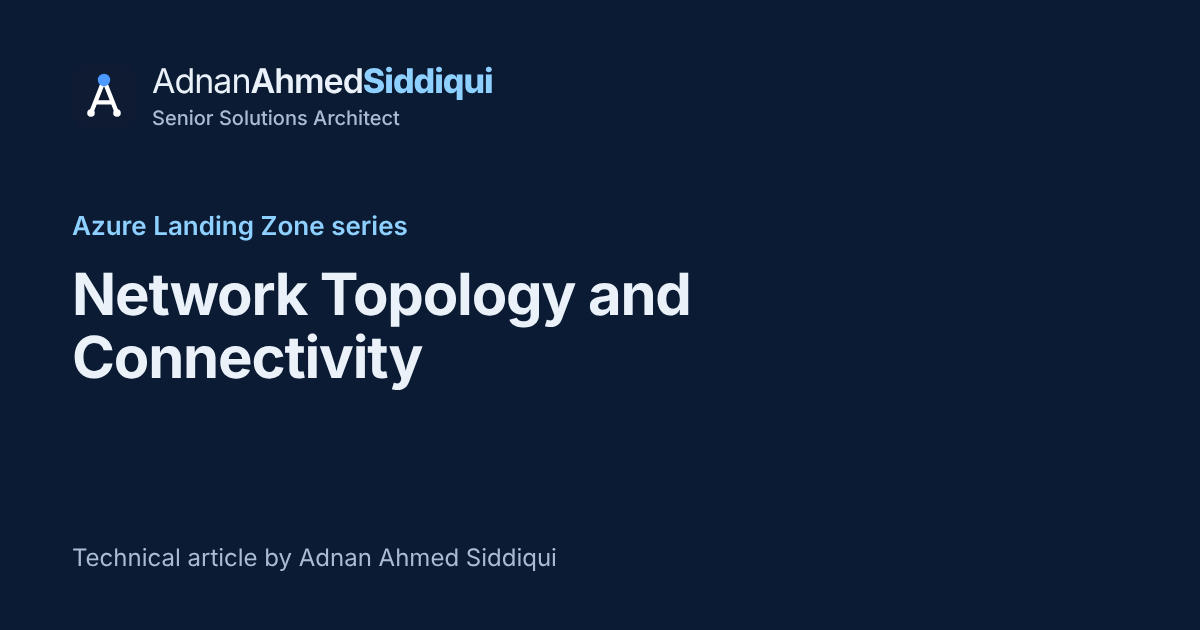 AdnanAhmedSiddiqui
Senior Solutions Architect
Azure Landing Zone series
Network Topology and
Connectivity
Technical article by Adnan Ahmed Siddiqui